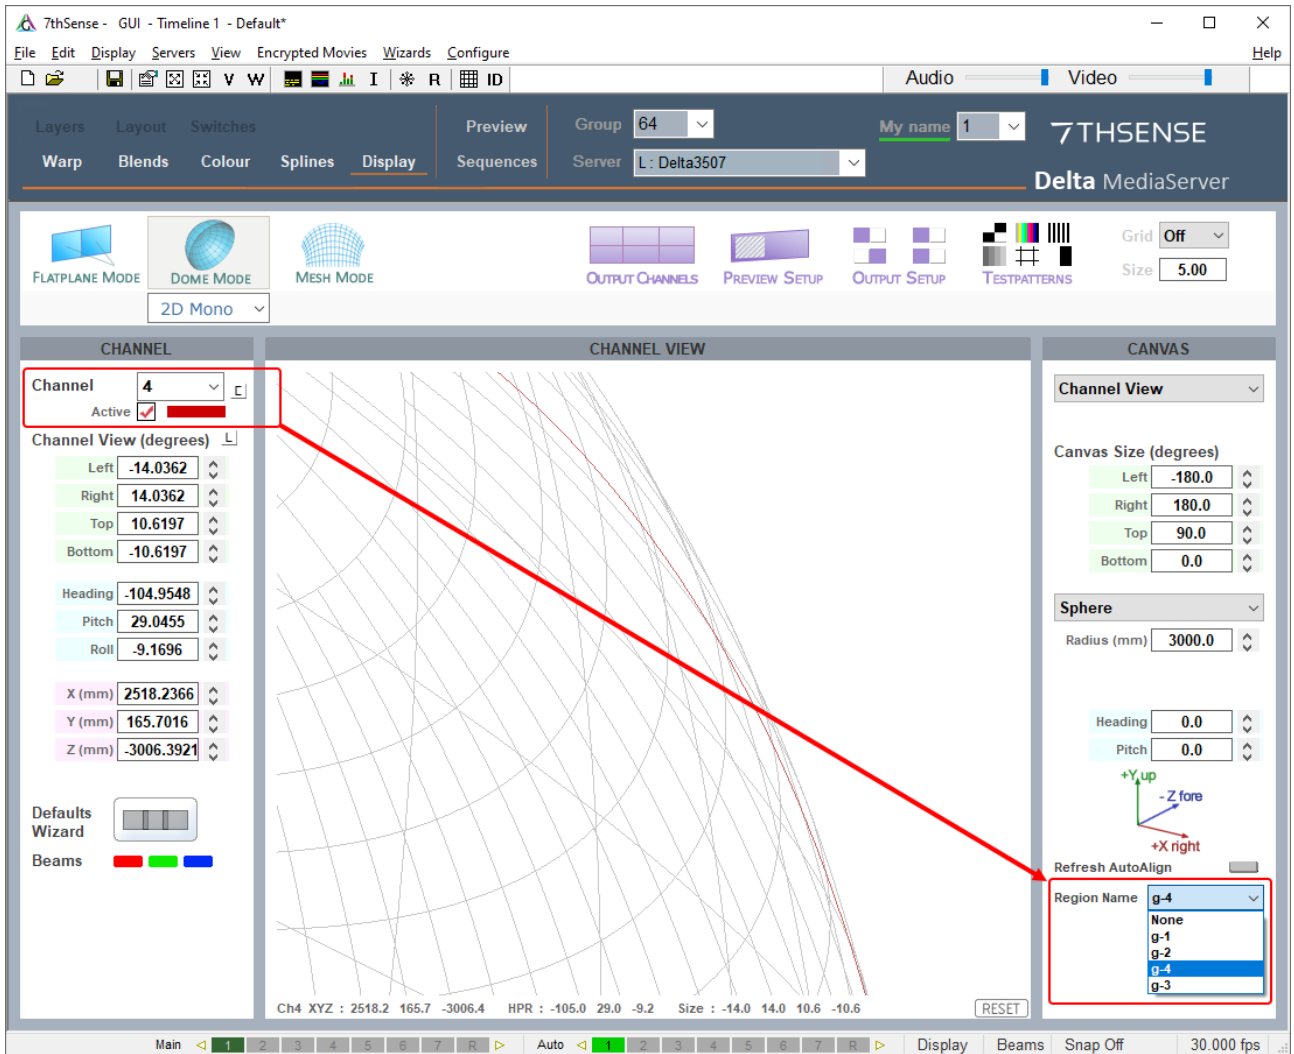 7thSense - GUI - Timeline 1 - Default*
File Edit Display Servers View Encrypted Movies Wizards Configure Help
V W I R ID Audio Video
Layers Layout Switches Preview Group 64 My name 1 7THSENSE
Warp Blends Colour Splines Display Sequences Server L : Delta3507
Delta MediaServer
FLATPLANE MODE DOME MODE MESH MODE OUTPUT CHANNELS PREVIEW SETUP OUTPUT SETUP TESTPATTERNS
Grid Off
Size 5.00
2D Mono
CHANNEL
Channel 4
Active
Channel View (degrees)
Left -14.0362
Right 14.0362
Top 10.6197
Bottom -10.6197
Heading -104.9548
Pitch 29.0455
Roll -9.1696
X (mm) 2518.2366
Y (mm) 165.7016
Z (mm) -3006.3921
Defaults
Wizard
Beams
CHANNEL VIEW
Ch4 XYZ : 2518.2 165.7 -3006.4 HPR : -105.0 29.0 -9.2 Size : -14.0 14.0 10.6 -10.6
RESET
CANVAS
Channel View
Canvas Size (degrees)
Left -180.0
Right 180.0
Top 90.0
Bottom 0.0
Sphere
Radius (mm) 3000.0
Heading 0.0
Pitch 0.0
+Y up
- Z fore
+X right
Refresh AutoAlign
Region Name g-4
None
g-1
g-2
g-4
g-3
Main 1 2 3 4 5 6 7 R Auto 1 2 3 4 5 6 7 R Display Beams Snap Off 30.000 fps